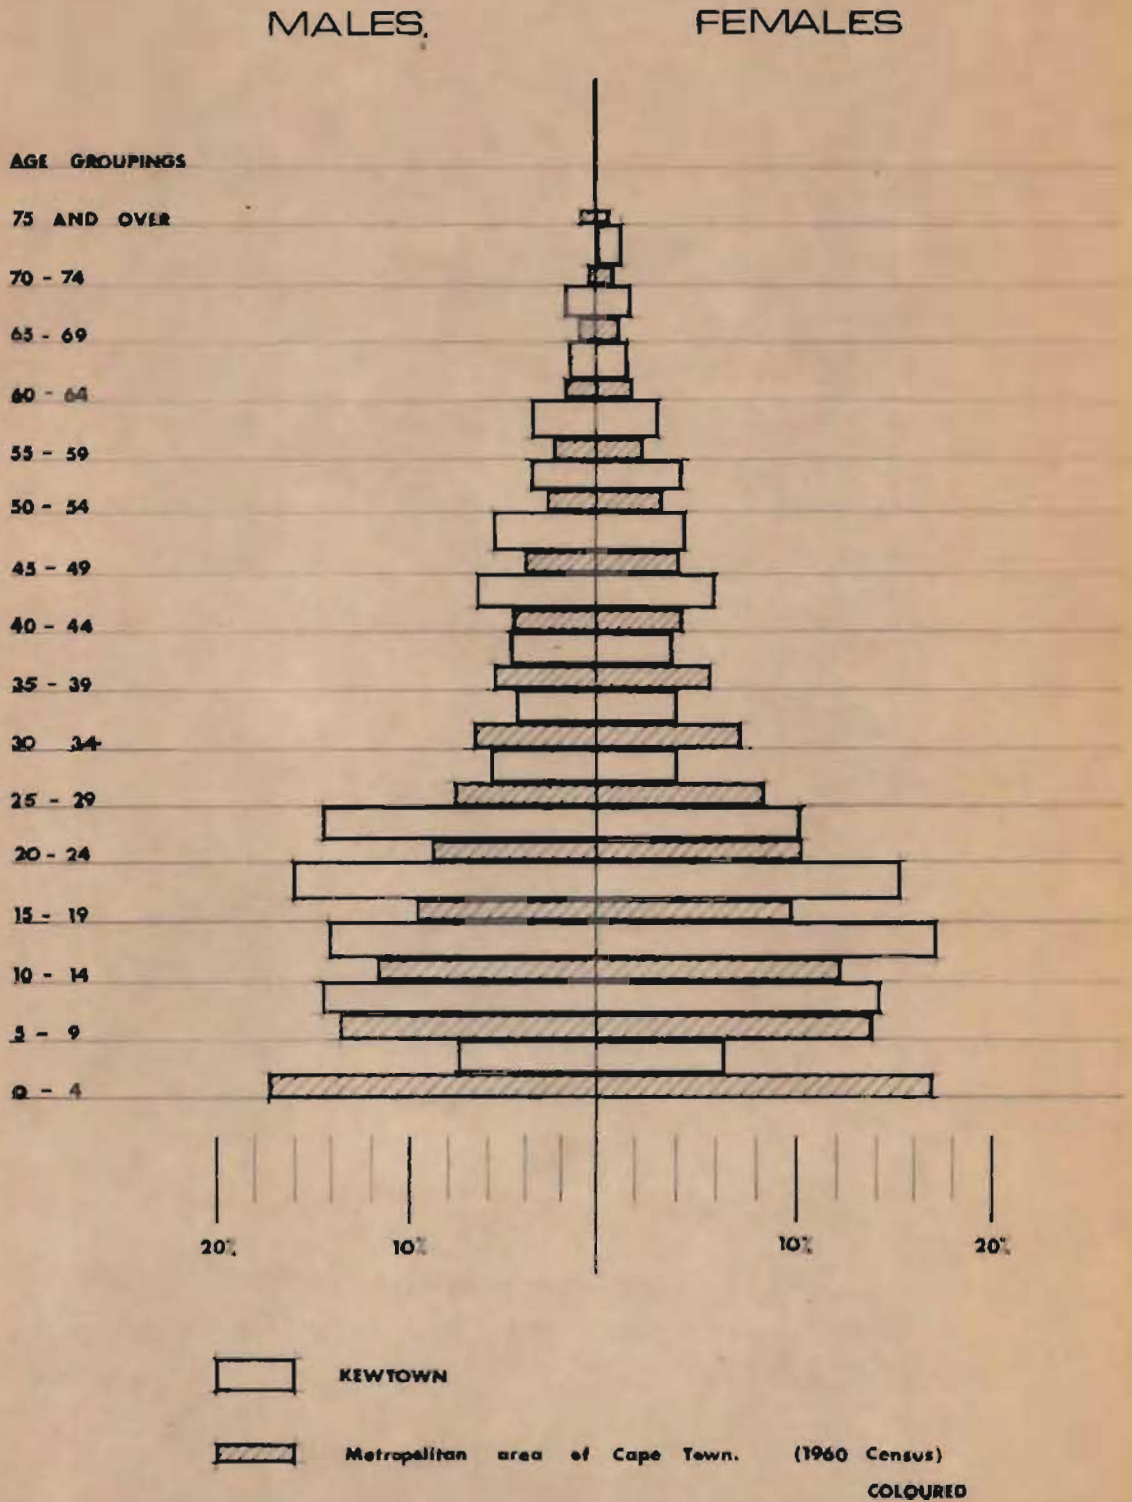 MALES. FEMALES
AGE GROUPINGS
75 AND OVER
70 - 74
65 - 69
60 - 64
55 - 59
50 - 54
45 - 49
40 - 44
35 - 39
30 34
25 - 29
20 - 24
15 - 19
10 - 14
5 - 9
0 - 4
20% 10% 10% 20%
KEWTOWN
Metropolitan area of Cape Town. (1960 Census)
COLOURED